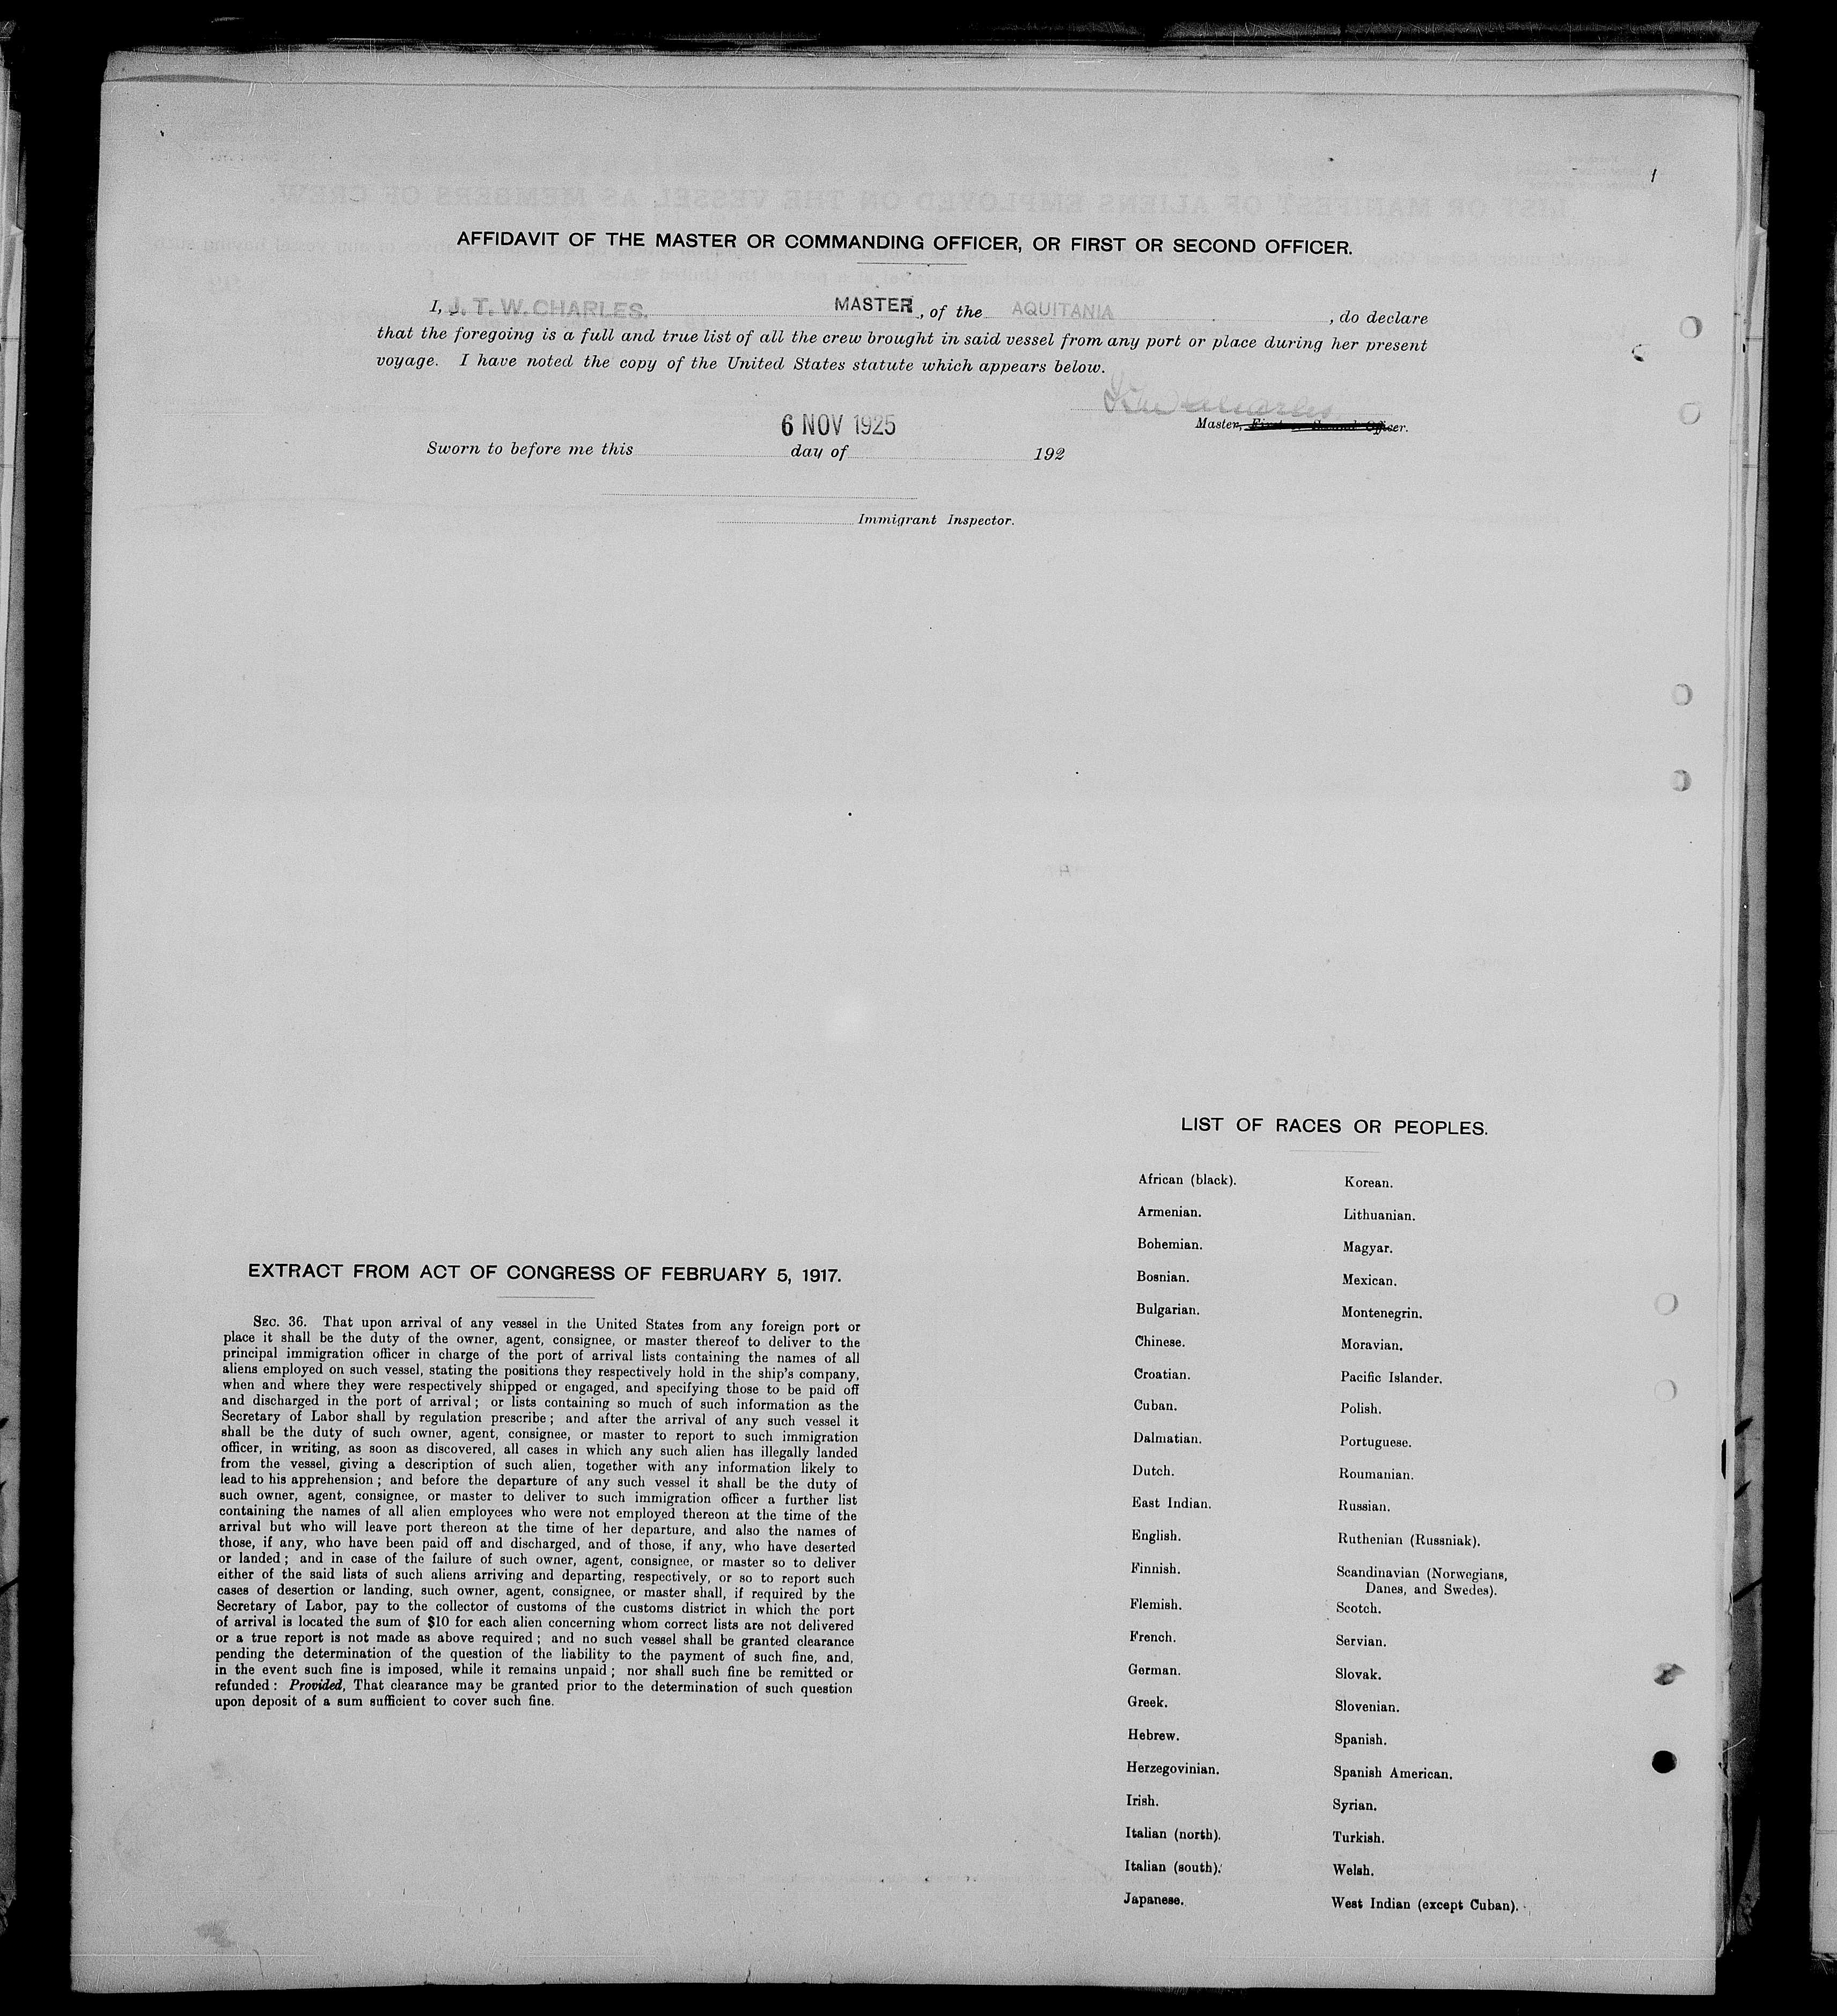 1
AFFIDAVIT OF THE MASTER OR COMMANDING OFFICER, OR FIRST OR SECOND OFFICER.
I, J. T. W. CHARLES. MASTER, of the AQUITANIA, do declare
that the foregoing is a full and true list of all the crew brought in said vessel from any port or place during her present
voyage. I have noted the copy of the United States statute which appears below.
Master, First or Second Officer.
6 NOV 1925
Sworn to before me this day of 192
Immigrant Inspector.
EXTRACT FROM ACT OF CONGRESS OF FEBRUARY 5, 1917.
SEC. 36. That upon arrival of any vessel in the United States from any foreign port or
place it shall be the duty of the owner, agent, consignee, or master thereof to deliver to the
principal immigration officer in charge of the port of arrival lists containing the names of all
aliens employed on such vessel, stating the positions they respectively hold in the ship's company,
when and where they were respectively shipped or engaged, and specifying those to be paid off
and discharged in the port of arrival; or lists containing so much of such information as the
Secretary of Labor shall by regulation prescribe; and after the arrival of any such vessel it
shall be the duty of such owner, agent, consignee, or master to report to such immigration
officer, in writing, as soon as discovered, all cases in which any such alien has illegally landed
from the vessel, giving a description of such alien, together with any information likely to
lead to his apprehension; and before the departure of any such vessel it shall be the duty of
such owner, agent, consignee, or master to deliver to such immigration officer a further list
containing the names of all alien employees who were not employed thereon at the time of the
arrival but who will leave port thereon at the time of her departure, and also the names of
those, if any, who have been paid off and discharged, and of those, if any, who have deserted
or landed; and in case of the failure of such owner, agent, consignee, or master so to deliver
either of the said lists of such aliens arriving and departing, respectively, or so to report such
cases of desertion or landing, such owner, agent, consignee, or master shall, if required by the
Secretary of Labor, pay to the collector of customs of the customs district in which the port
of arrival is located the sum of $10 for each alien concerning whom correct lists are not delivered
or a true report is not made as above required; and no such vessel shall be granted clearance
pending the determination of the question of the liability to the payment of such fine, and,
in the event such fine is imposed, while it remains unpaid; nor shall such fine be remitted or
refunded: Provided, That clearance may be granted prior to the determination of such question
upon deposit of a sum sufficient to cover such fine.
LIST OF RACES OR PEOPLES.
African (black).
Armenian.
Bohemian.
Bosnian.
Bulgarian.
Chinese.
Croatian.
Cuban.
Dalmatian.
Dutch.
East Indian.
English.
Finnish.
Flemish.
French.
German.
Greek.
Hebrew.
Herzegovinian.
Irish.
Italian (north).
Italian (south).
Japanese.
Korean.
Lithuanian.
Magyar.
Mexican.
Montenegrin.
Moravian.
Pacific Islander.
Polish.
Portuguese.
Roumanian.
Russian.
Ruthenian (Russniak).
Scandinavian (Norwegians,
Danes, and Swedes).
Scotch.
Servian.
Slovak.
Slovenian.
Spanish.
Spanish American.
Syrian.
Turkish.
Welsh.
West Indian (except Cuban).